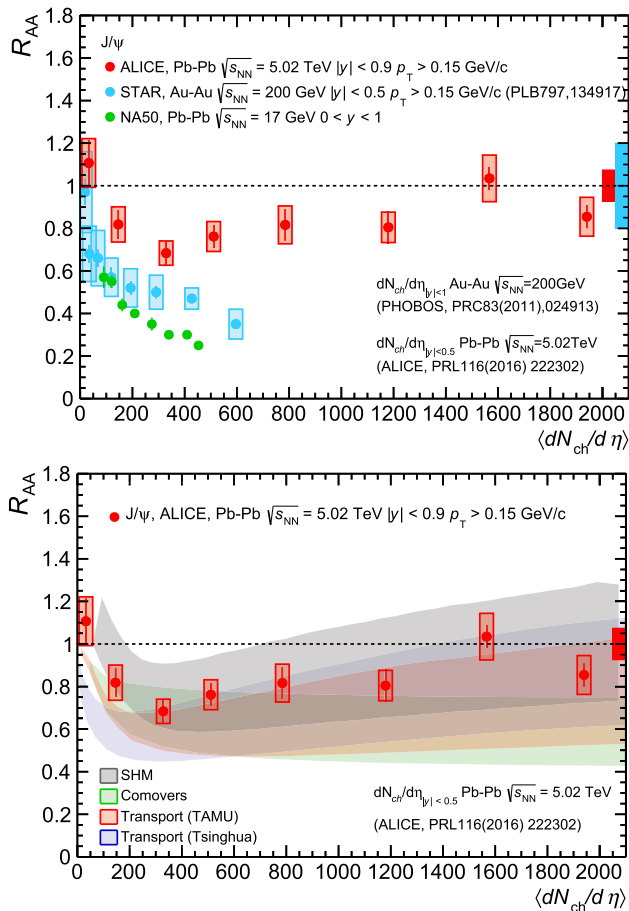 R_AA
1.8
1.6
1.4
1.2
1
0.8
0.6
0.4
0.2
0
J/ψ
ALICE, Pb-Pb √s_NN = 5.02 TeV |y| < 0.9 p_T > 0.15 GeV/c
STAR, Au-Au √s_NN = 200 GeV |y| < 0.5 p_T > 0.15 GeV/c (PLB797,134917)
NA50, Pb-Pb √s_NN = 17 GeV 0 < y < 1
dN_ch/dη_|y|<1 Au-Au √s_NN=200GeV
(PHOBOS, PRC83(2011),024913)
dN_ch/dη_|y|<0.5 Pb-Pb √s_NN=5.02TeV
(ALICE, PRL116(2016) 222302)
0 200 400 600 800 1000 1200 1400 1600 1800 2000
⟨dN_ch/d η⟩
R_AA
1.8
1.6
1.4
1.2
1
0.8
0.6
0.4
0.2
0
J/ψ, ALICE, Pb-Pb √s_NN = 5.02 TeV |y| < 0.9 p_T > 0.15 GeV/c
SHM
Comovers
Transport (TAMU)
Transport (Tsinghua)
dN_ch/dη_|y| < 0.5 Pb-Pb √s_NN = 5.02 TeV
(ALICE, PRL116(2016) 222302)
0 200 400 600 800 1000 1200 1400 1600 1800 2000
⟨dN_ch/d η⟩